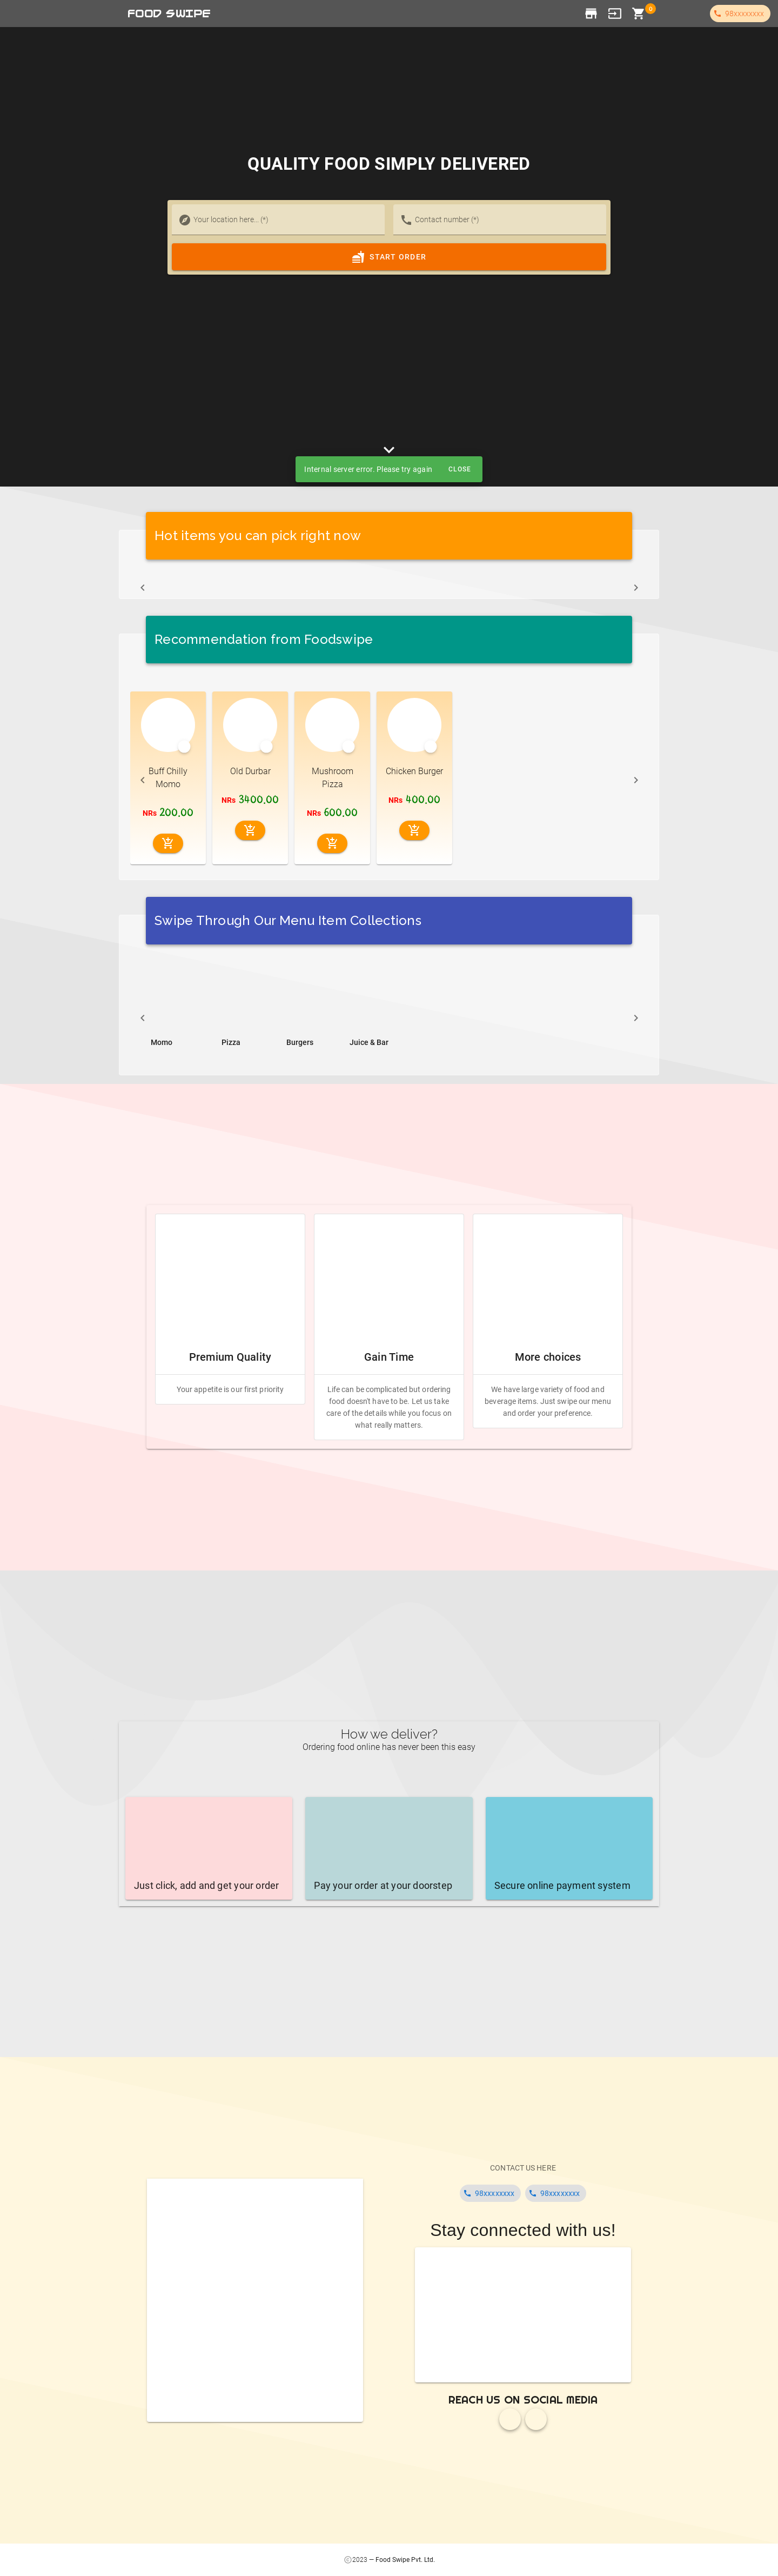 FOOD SWIPE
0
98xxxxxxxx
QUALITY FOOD SIMPLY DELIVERED
Your location here... (*)
Contact number (*)
START ORDER
Internal server error. Please try again
CLOSE
Hot items you can pick right now
Recommendation from Foodswipe
Buff Chilly
Momo
NRs 200.00
Old Durbar
NRs 3400.00
Mushroom
Pizza
NRs 600.00
Chicken Burger
NRs 400.00
Swipe Through Our Menu Item Collections
Momo
Pizza
Burgers
Juice & Bar
Premium Quality
Your appetite is our first priority
Gain Time
Life can be complicated but ordering
food doesn't have to be. Let us take
care of the details while you focus on
what really matters.
More choices
We have large variety of food and
beverage items. Just swipe our menu
and order your preference.
How we deliver?
Ordering food online has never been this easy
Just click, add and get your order
Pay your order at your doorstep
Secure online payment system
CONTACT US HERE
98xxxxxxxx
98xxxxxxxx
Stay connected with us!
REACH US ON SOCIAL MEDIA
©2023 — Food Swipe Pvt. Ltd.